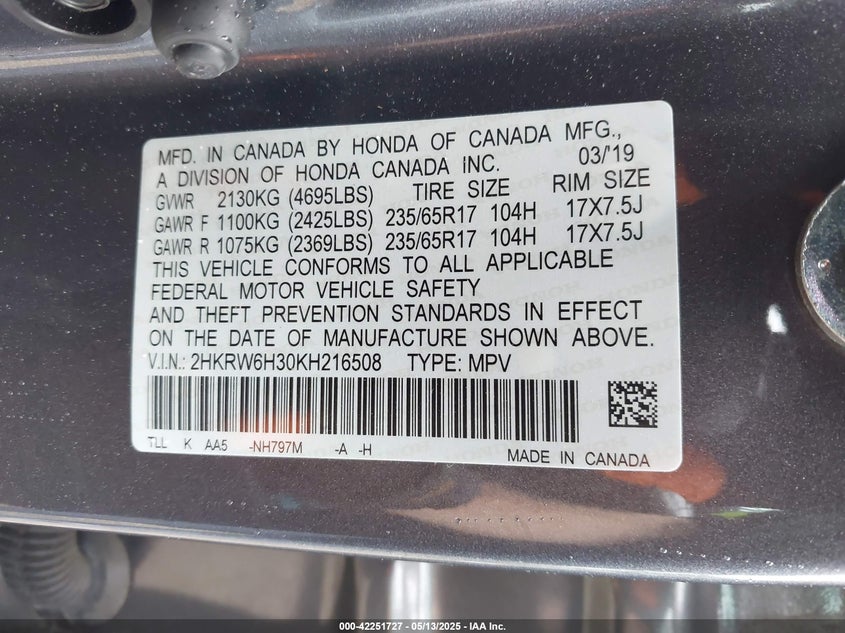 MFD. IN CANADA BY HONDA OF CANADA MFG.,
A DIVISION OF HONDA CANADA INC. 03/'19
GVWR 2130KG (4695LBS) TIRE SIZE RIM SIZE
GAWR F 1100KG (2425LBS) 235/65R17 104H 17X7.5J
GAWR R 1075KG (2369LBS) 235/65R17 104H 17X7.5J
THIS VEHICLE CONFORMS TO ALL APPLICABLE
FEDERAL MOTOR VEHICLE SAFETY
AND THEFT PREVENTION STANDARDS IN EFFECT
ON THE DATE OF MANUFACTURE SHOWN ABOVE.
V.I.N.: 2HKRW6H30KH216508 TYPE: MPV
TLL K AA5 -NH797M -A -H
MADE IN CANADA
000-42251727 - 05/13/2025 - IAA Inc.